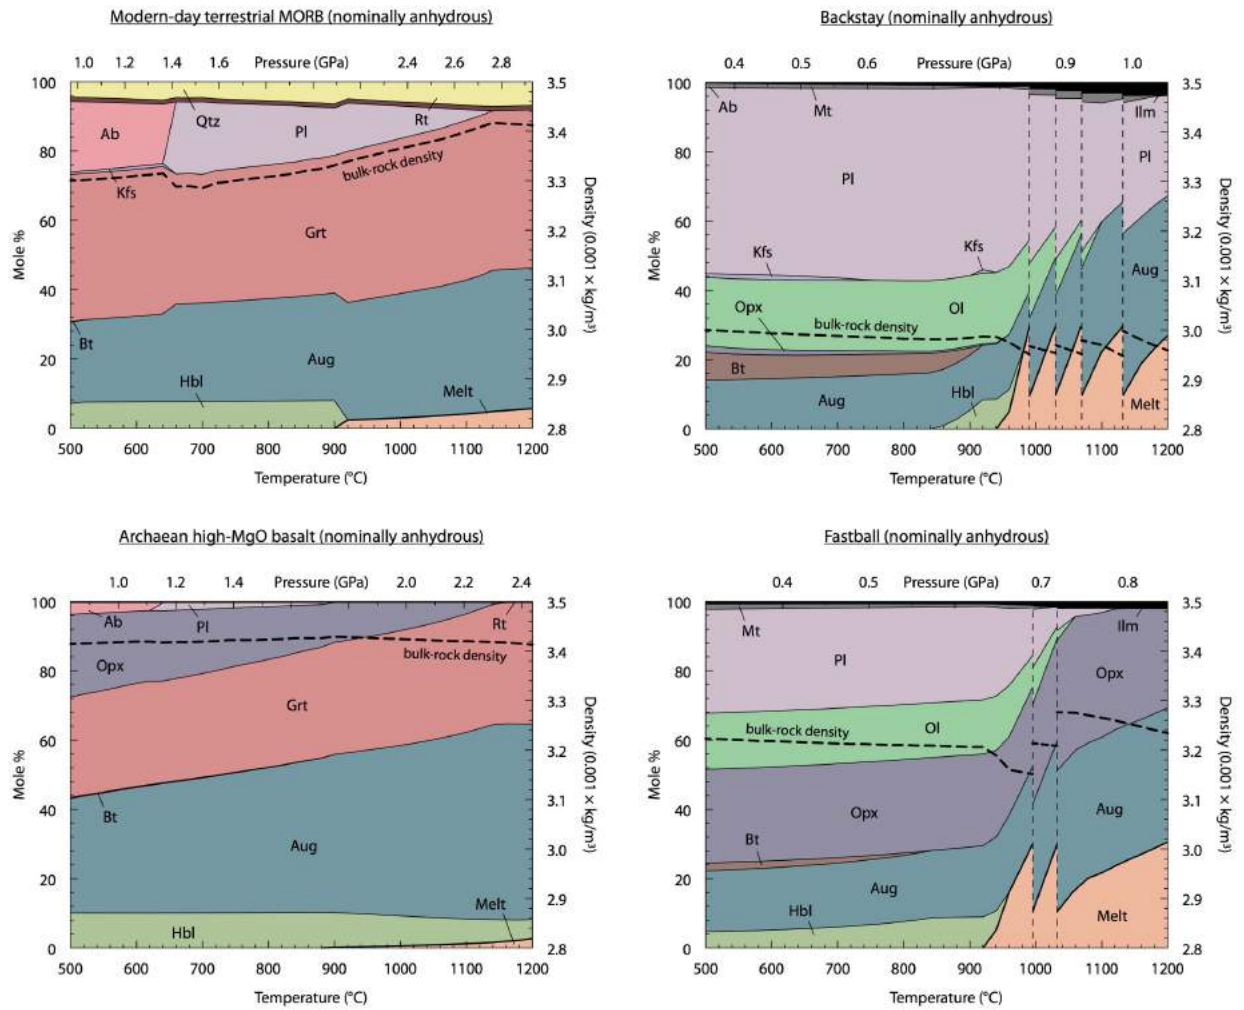 Modern-day terrestrial MORB (nominally anhydrous)
1.0 1.2 1.4 1.6 Pressure (GPa) 2.4 2.6 2.8
100 80 60 40 20 0
Mole %
3.5 3.4 3.3 3.2 3.1 3.0 2.9 2.8
Density (0.001 × kg/m³)
Ab
Qtz
Pl
Rt
Kfs
bulk-rock density
Grt
Bt
Aug
Hbl
Melt
500 600 700 800 900 1000 1100 1200
Temperature (°C)
Backstay (nominally anhydrous)
0.4 0.5 0.6 Pressure (GPa) 0.9 1.0
100 80 60 40 20 0
Mole %
3.5 3.4 3.3 3.2 3.1 3.0 2.9 2.8
Density (0.001 × kg/m³)
Ab
Mt
Ilm
Pl
Pl
Kfs
Kfs
Aug
Opx
Ol
bulk-rock density
Bt
Aug
Hbl
Melt
500 600 700 800 900 1000 1100 1200
Temperature (°C)
Archaean high-MgO basalt (nominally anhydrous)
1.0 1.2 1.4 Pressure (GPa) 2.0 2.2 2.4
100 80 60 40 20 0
Mole %
3.5 3.4 3.3 3.2 3.1 3.0 2.9 2.8
Density (0.001 × kg/m³)
Ab
Pl
Rt
Opx
bulk-rock density
Grt
Bt
Aug
Melt
Hbl
500 600 700 800 900 1000 1100 1200
Temperature (°C)
Fastball (nominally anhydrous)
0.4 0.5 Pressure (GPa) 0.7 0.8
100 80 60 40 20 0
Mole %
3.5 3.4 3.3 3.2 3.1 3.0 2.9 2.8
Density (0.001 × kg/m³)
Mt
Ilm
Pl
Opx
bulk-rock density
Ol
Opx
Aug
Bt
Aug
Hbl
Melt
500 600 700 800 900 1000 1100 1200
Temperature (°C)